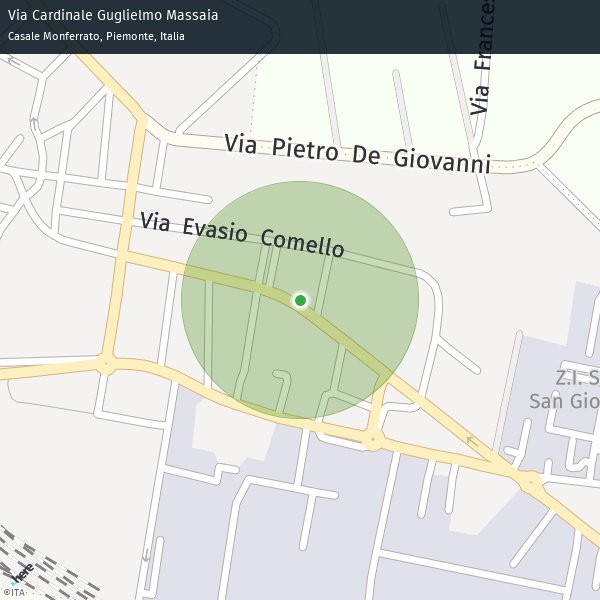 Via Cardinale Guglielmo Massaia
Casale Monferrato, Piemonte, Italia
Via Frances
Via Pietro De Giovanni
Via Evasio Comello
Z.I. S
San Gio
here
©ITA